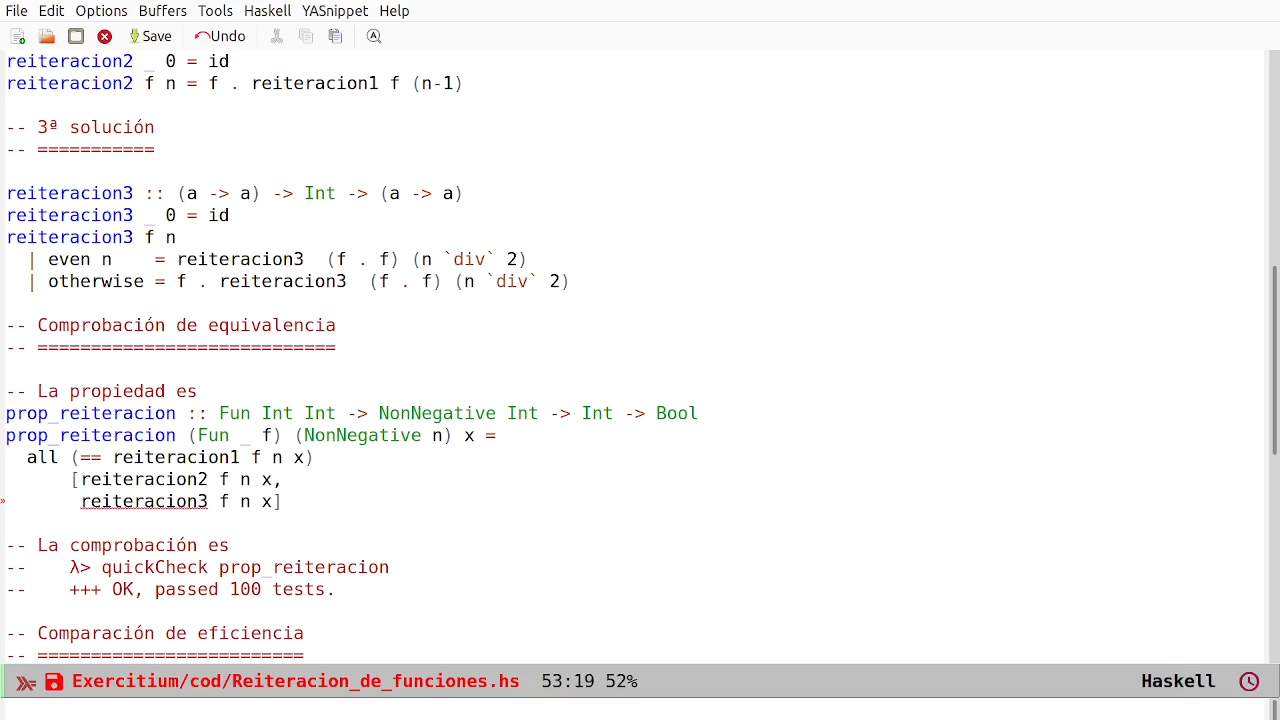 File Edit Options Buffers Tools Haskell YASnippet Help
Save Undo
reiteracion2 _ 0 = id
reiteracion2 f n = f . reiteracion1 f (n-1)
-- 3ª solución
-- ===========
reiteracion3 :: (a -> a) -> Int -> (a -> a)
reiteracion3 _ 0 = id
reiteracion3 f n
  | even n    = reiteracion3  (f . f) (n `div` 2)
  | otherwise = f . reiteracion3  (f . f) (n `div` 2)
-- Comprobación de equivalencia
-- ============================
-- La propiedad es
prop_reiteracion :: Fun Int Int -> NonNegative Int -> Int -> Bool
prop_reiteracion (Fun _ f) (NonNegative n) x =
  all (== reiteracion1 f n x)
      [reiteracion2 f n x,
       reiteracion3 f n x]
-- La comprobación es
--    λ> quickCheck prop_reiteracion
--    +++ OK, passed 100 tests.
-- Comparación de eficiencia
-- =========================
Exercitium/cod/Reiteracion_de_funciones.hs 53:19 52% Haskell